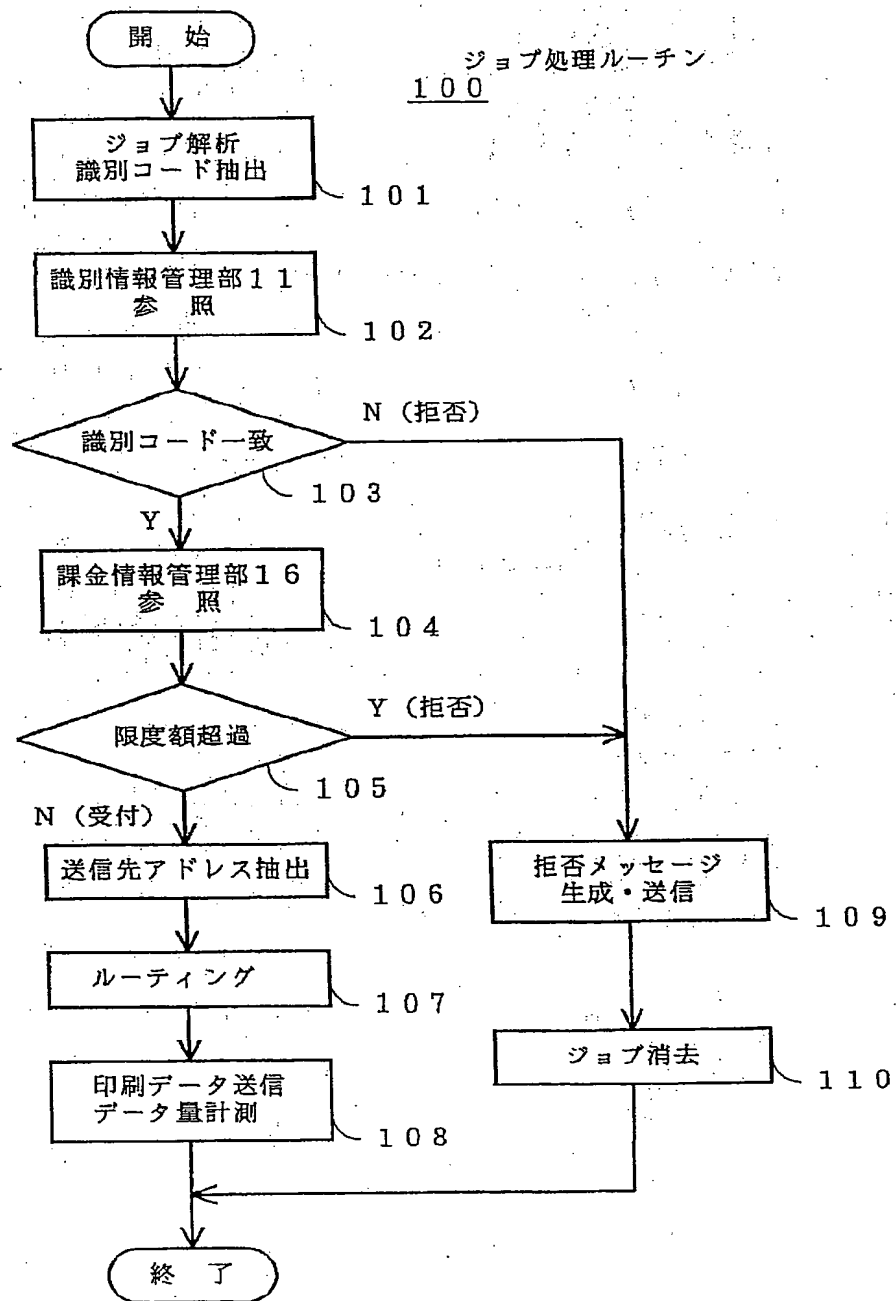 開 始
ジョブ処理ルーチン
１００
ジョブ解析
識別コード抽出
１０１
識別情報管理部１１
参 照
１０２
識別コード一致
N（拒否）
１０３
Y
課金情報管理部１６
参 照
１０４
限度額超過
Y（拒否）
１０５
N（受付）
送信先アドレス抽出
１０６
拒否メッセージ
生成・送信
１０９
ルーティング
１０７
ジョブ消去
１１０
印刷データ送信
データ量計測
１０８
終 了